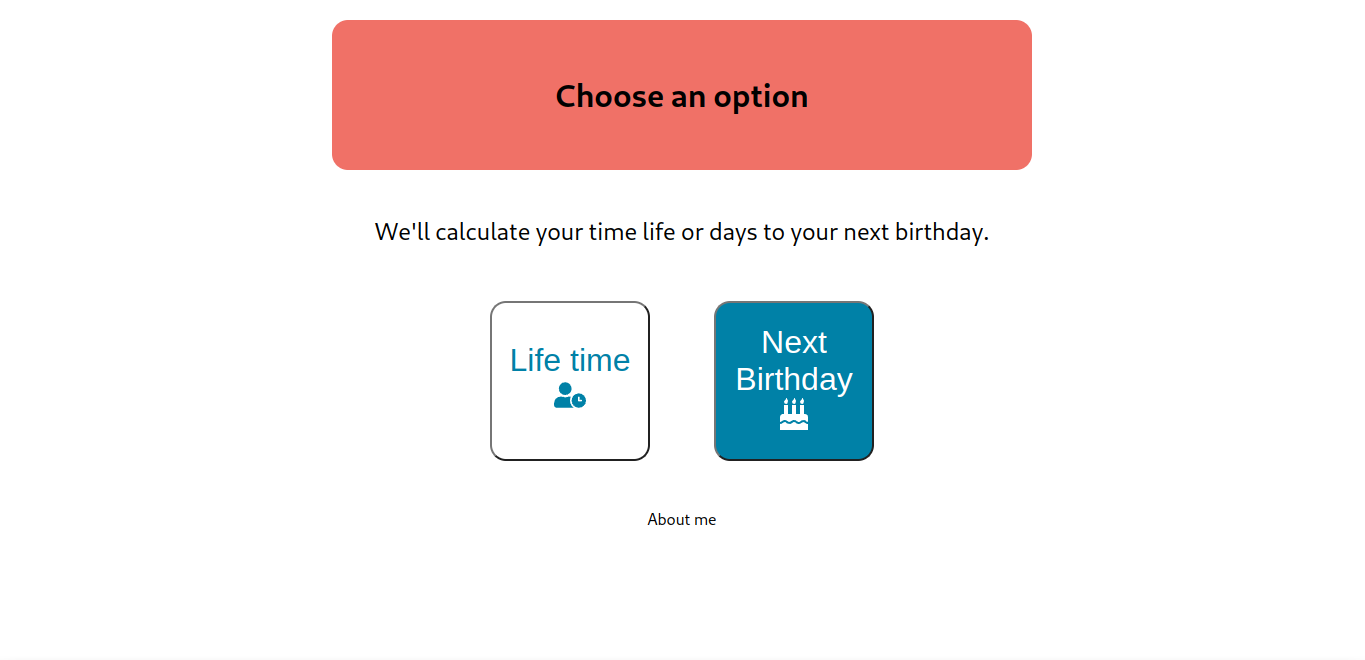 Choose an option
We'll calculate your time life or days to your next birthday.
Life time
Next
Birthday
About me